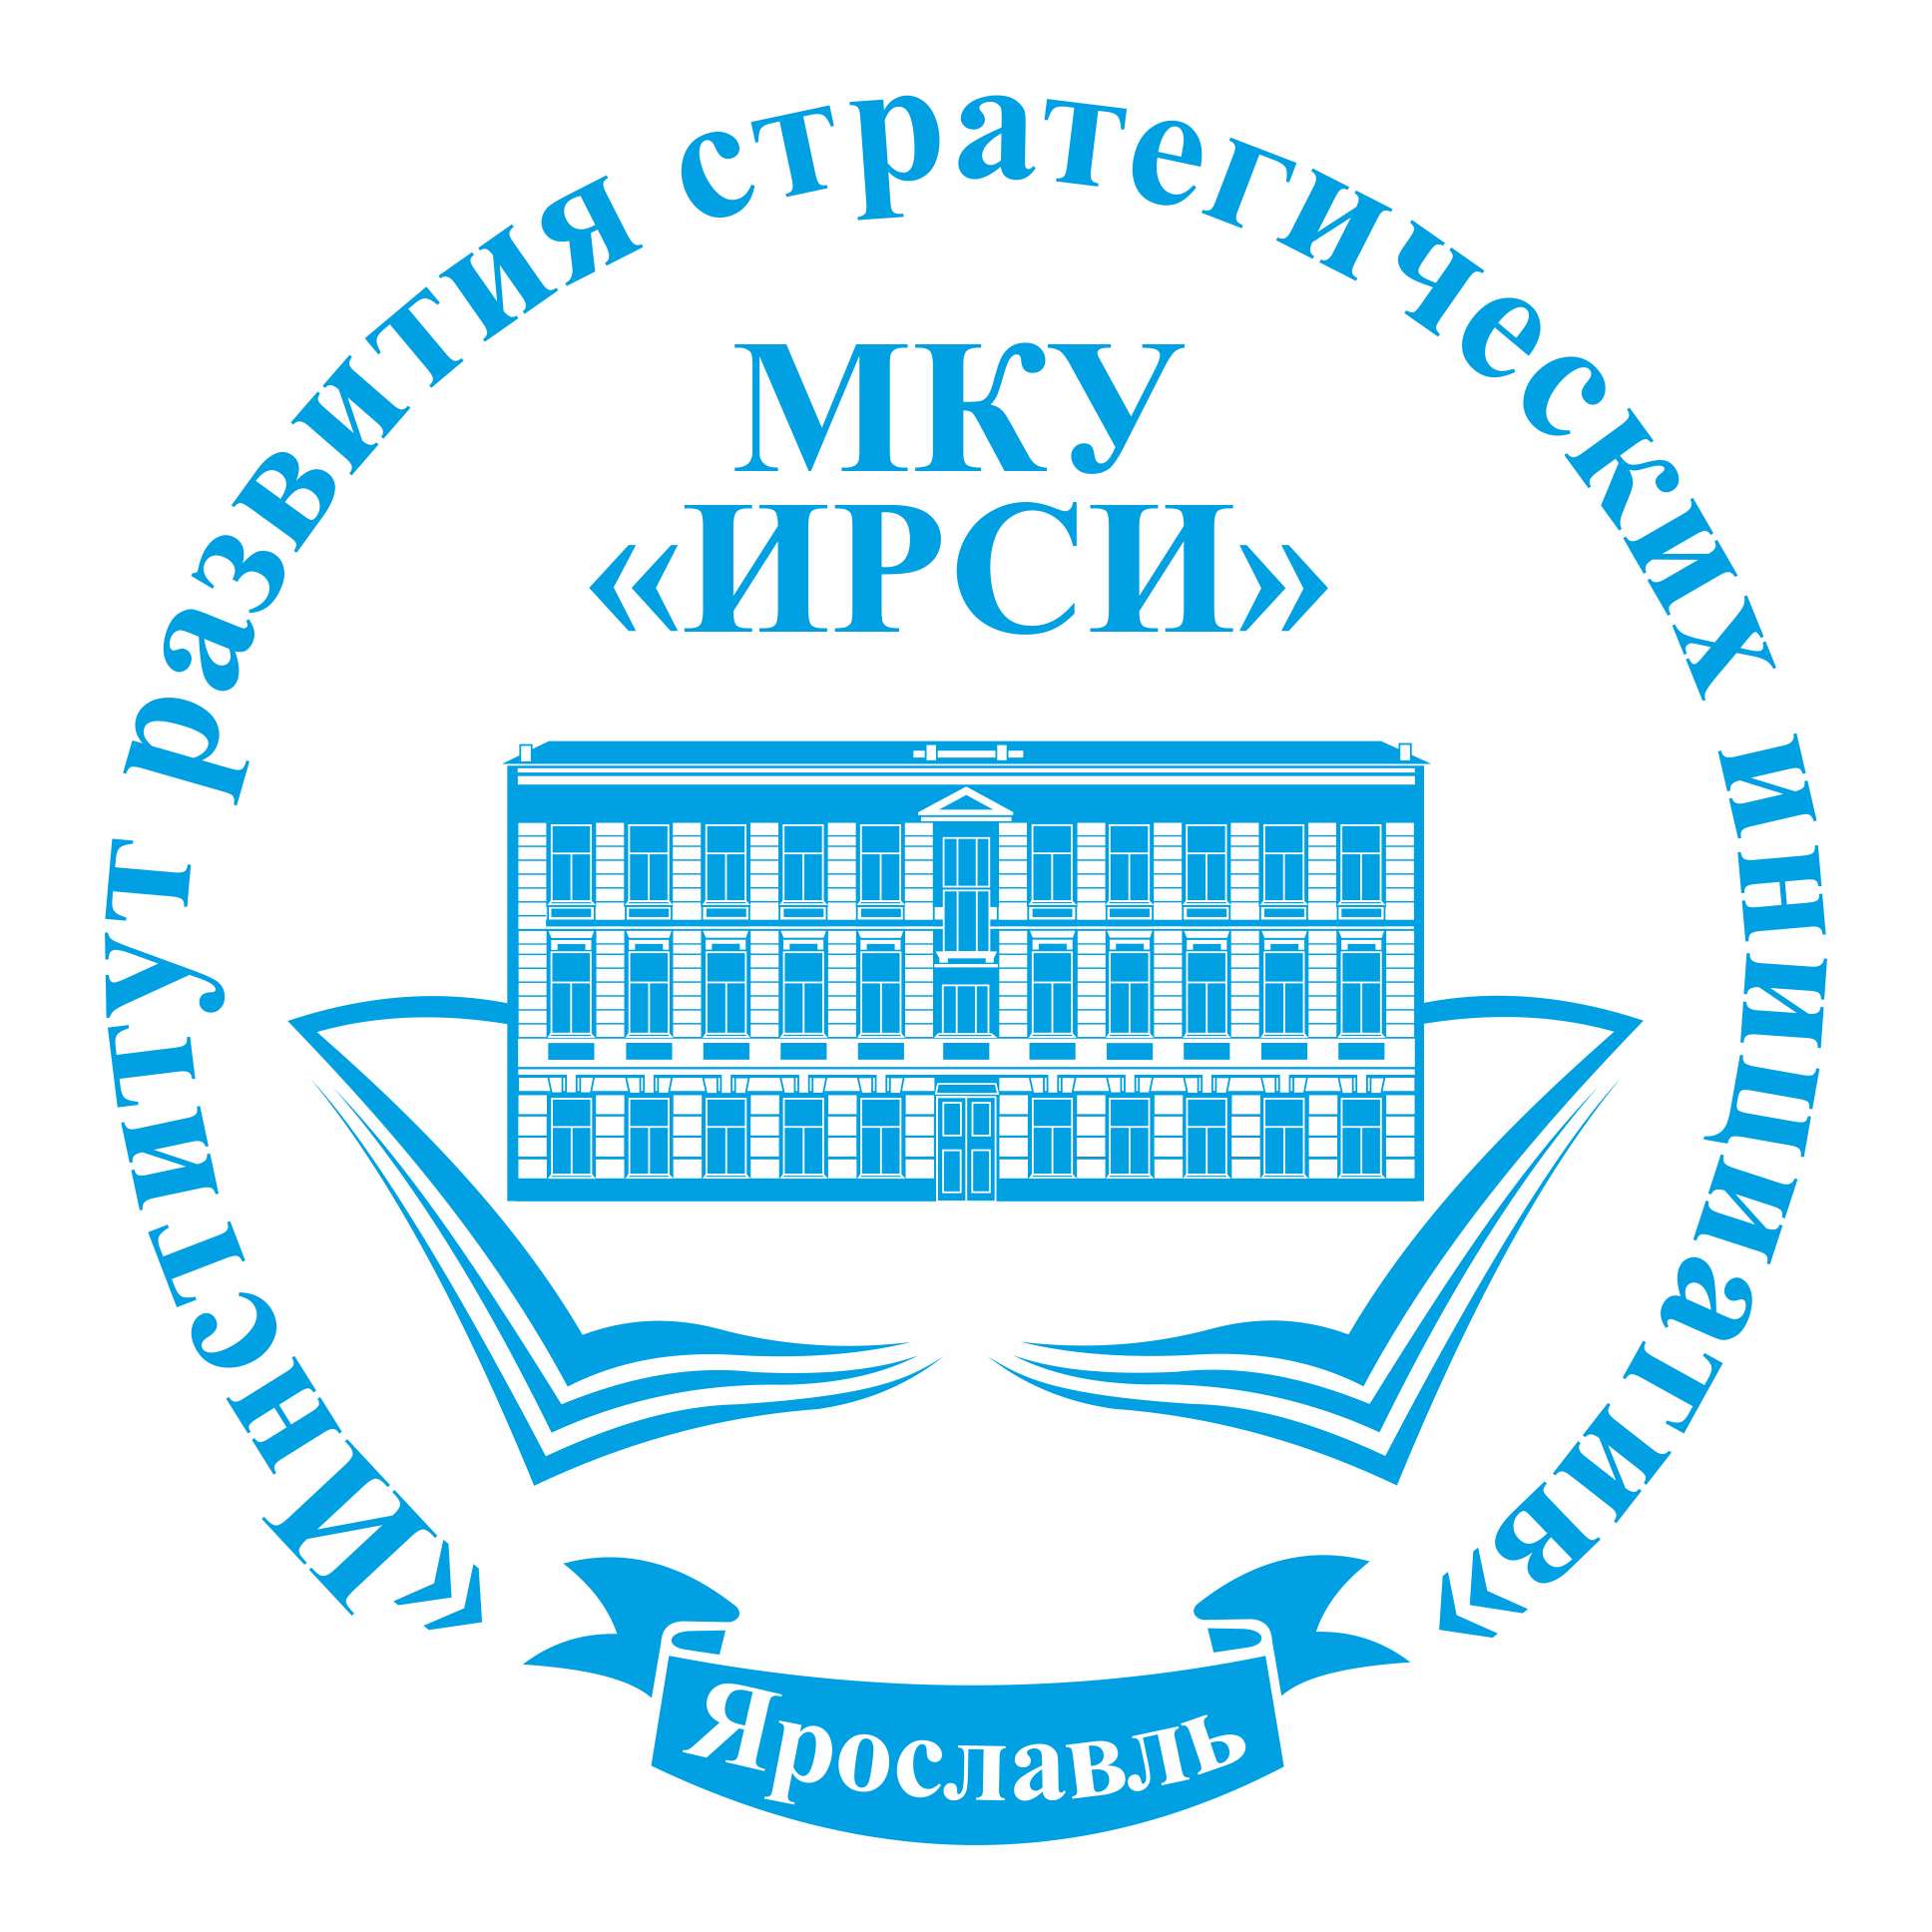 «Институт развития стратегических инициатив»
МКУ
«ИРСИ»
Ярославль